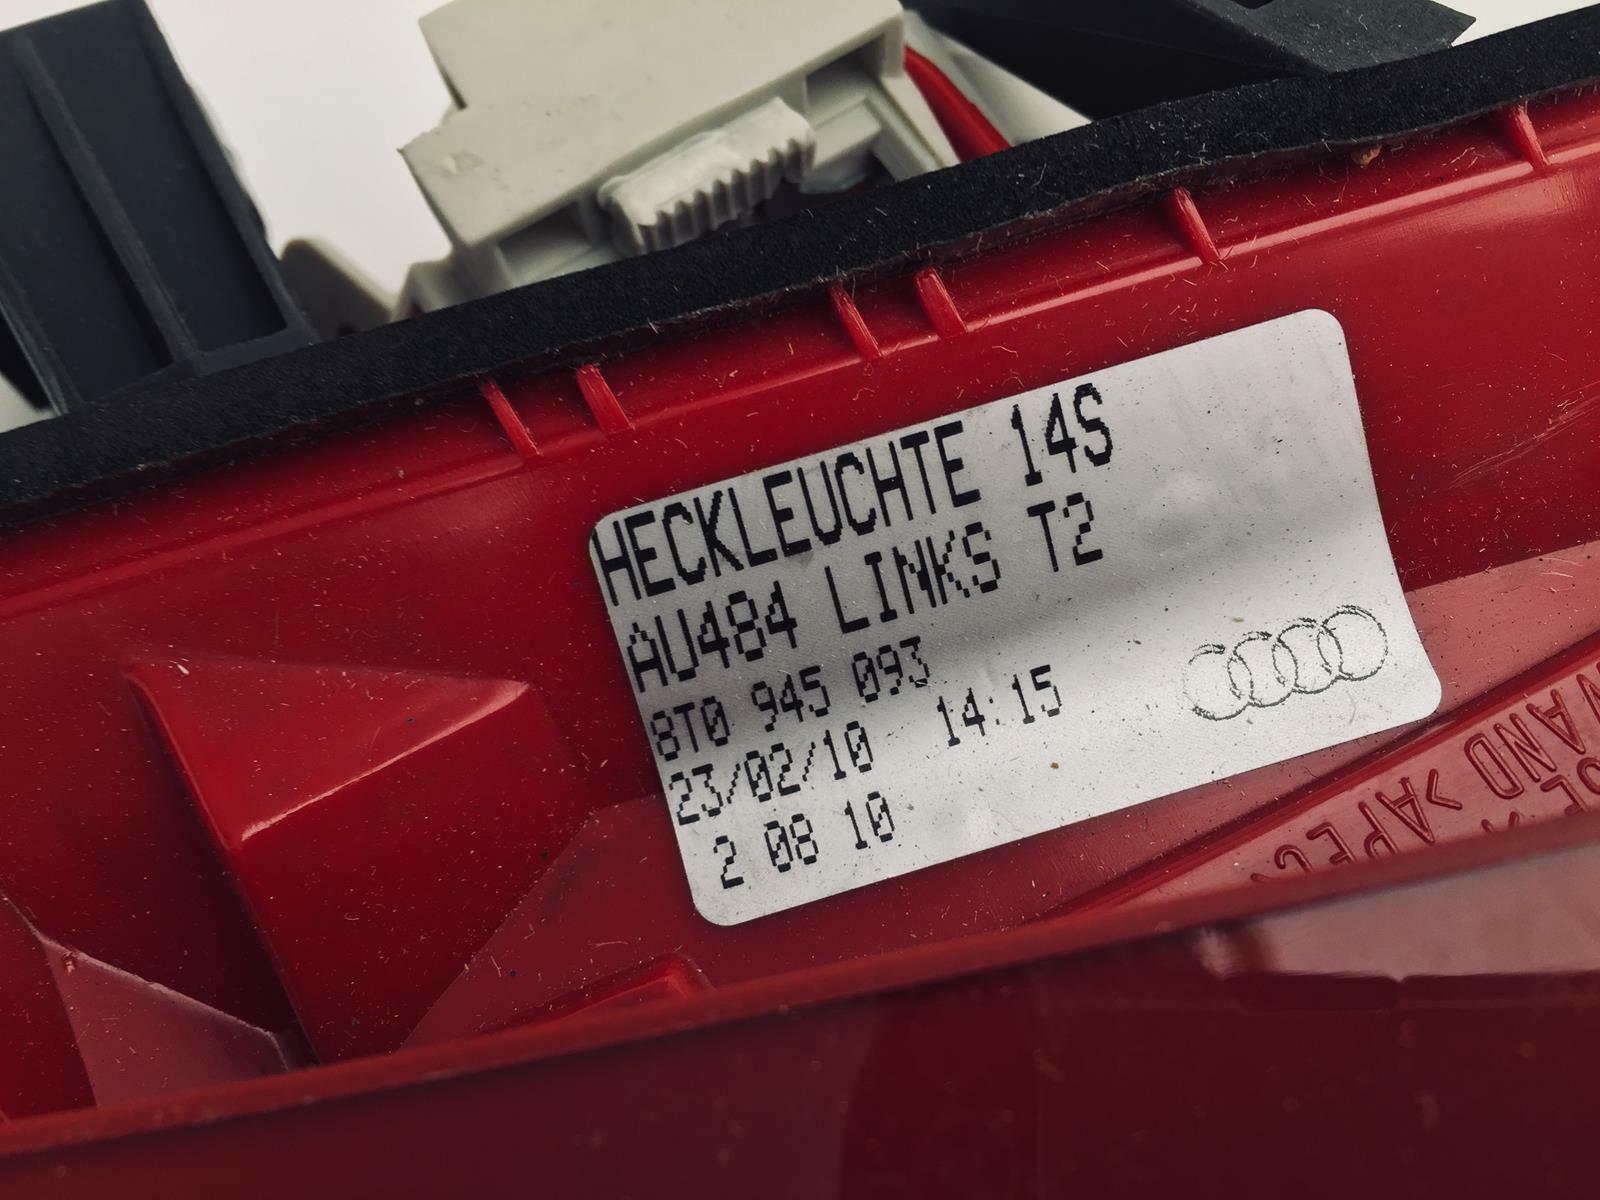 HECKLEUCHTE 14S
AU484 LINKS T2
8T0 945 093
23/02/10 14:15
2 08 10